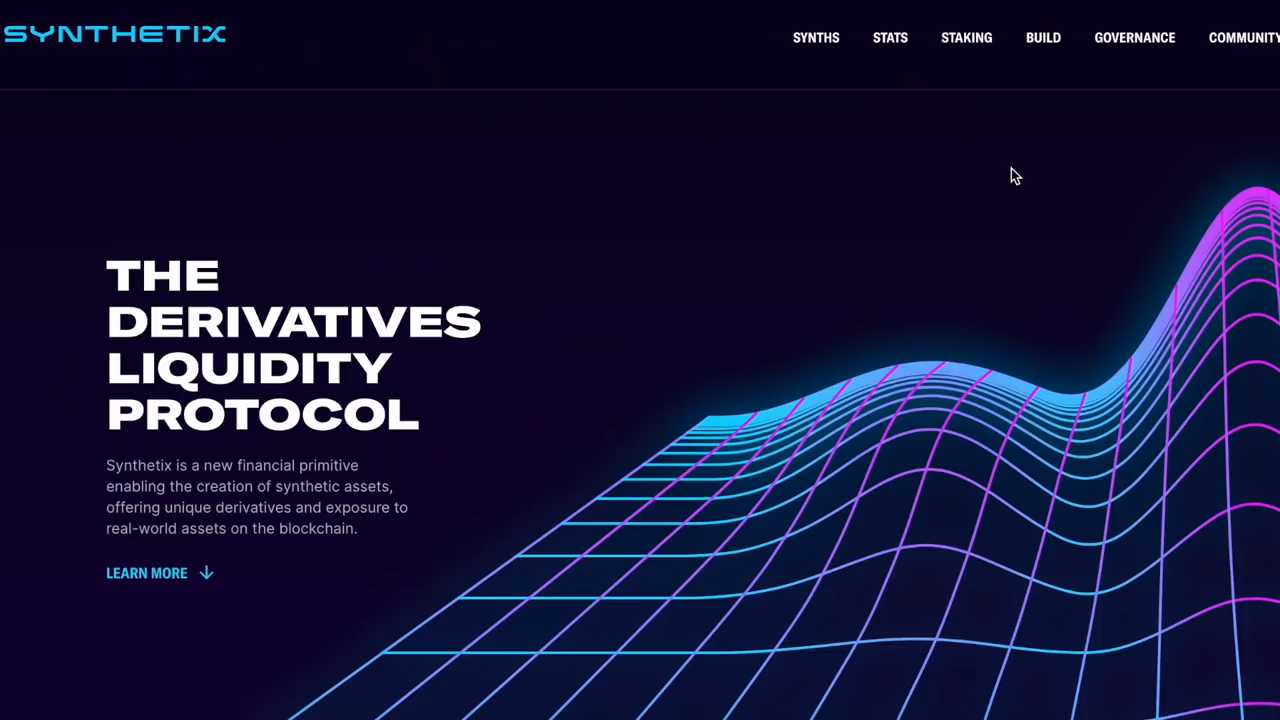 SYNTHETIX
SYNTHS STATS STAKING BUILD GOVERNANCE COMMUNITY
THE
DERIVATIVES
LIQUIDITY
PROTOCOL
Synthetix is a new financial primitive
enabling the creation of synthetic assets,
offering unique derivatives and exposure to
real-world assets on the blockchain.
LEARN MORE